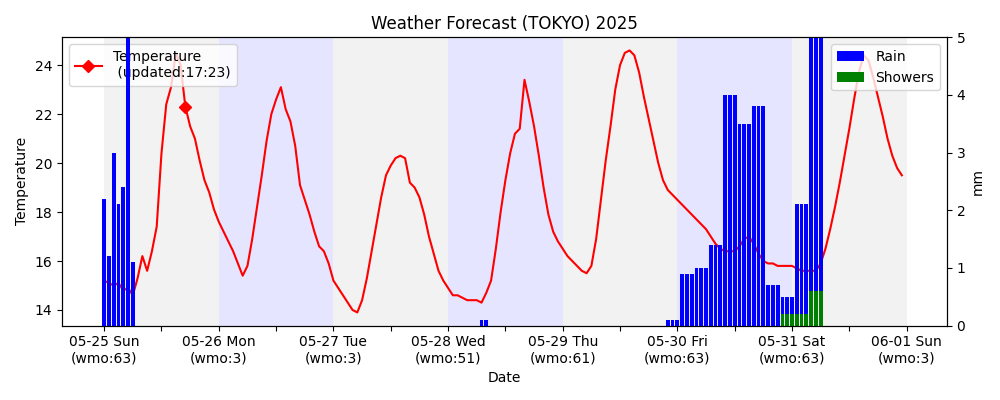 Weather Forecast (TOKYO) 2025
Temperature
(updated:17:23)
Rain
Showers
Temperature
24
22
20
18
16
14
5
4
3
2
1
0
mm
05-25 Sun
(wmo:63)
05-26 Mon
(wmo:3)
05-27 Tue
(wmo:3)
05-28 Wed
(wmo:51)
05-29 Thu
(wmo:61)
05-30 Fri
(wmo:63)
05-31 Sat
(wmo:63)
06-01 Sun
(wmo:3)
Date